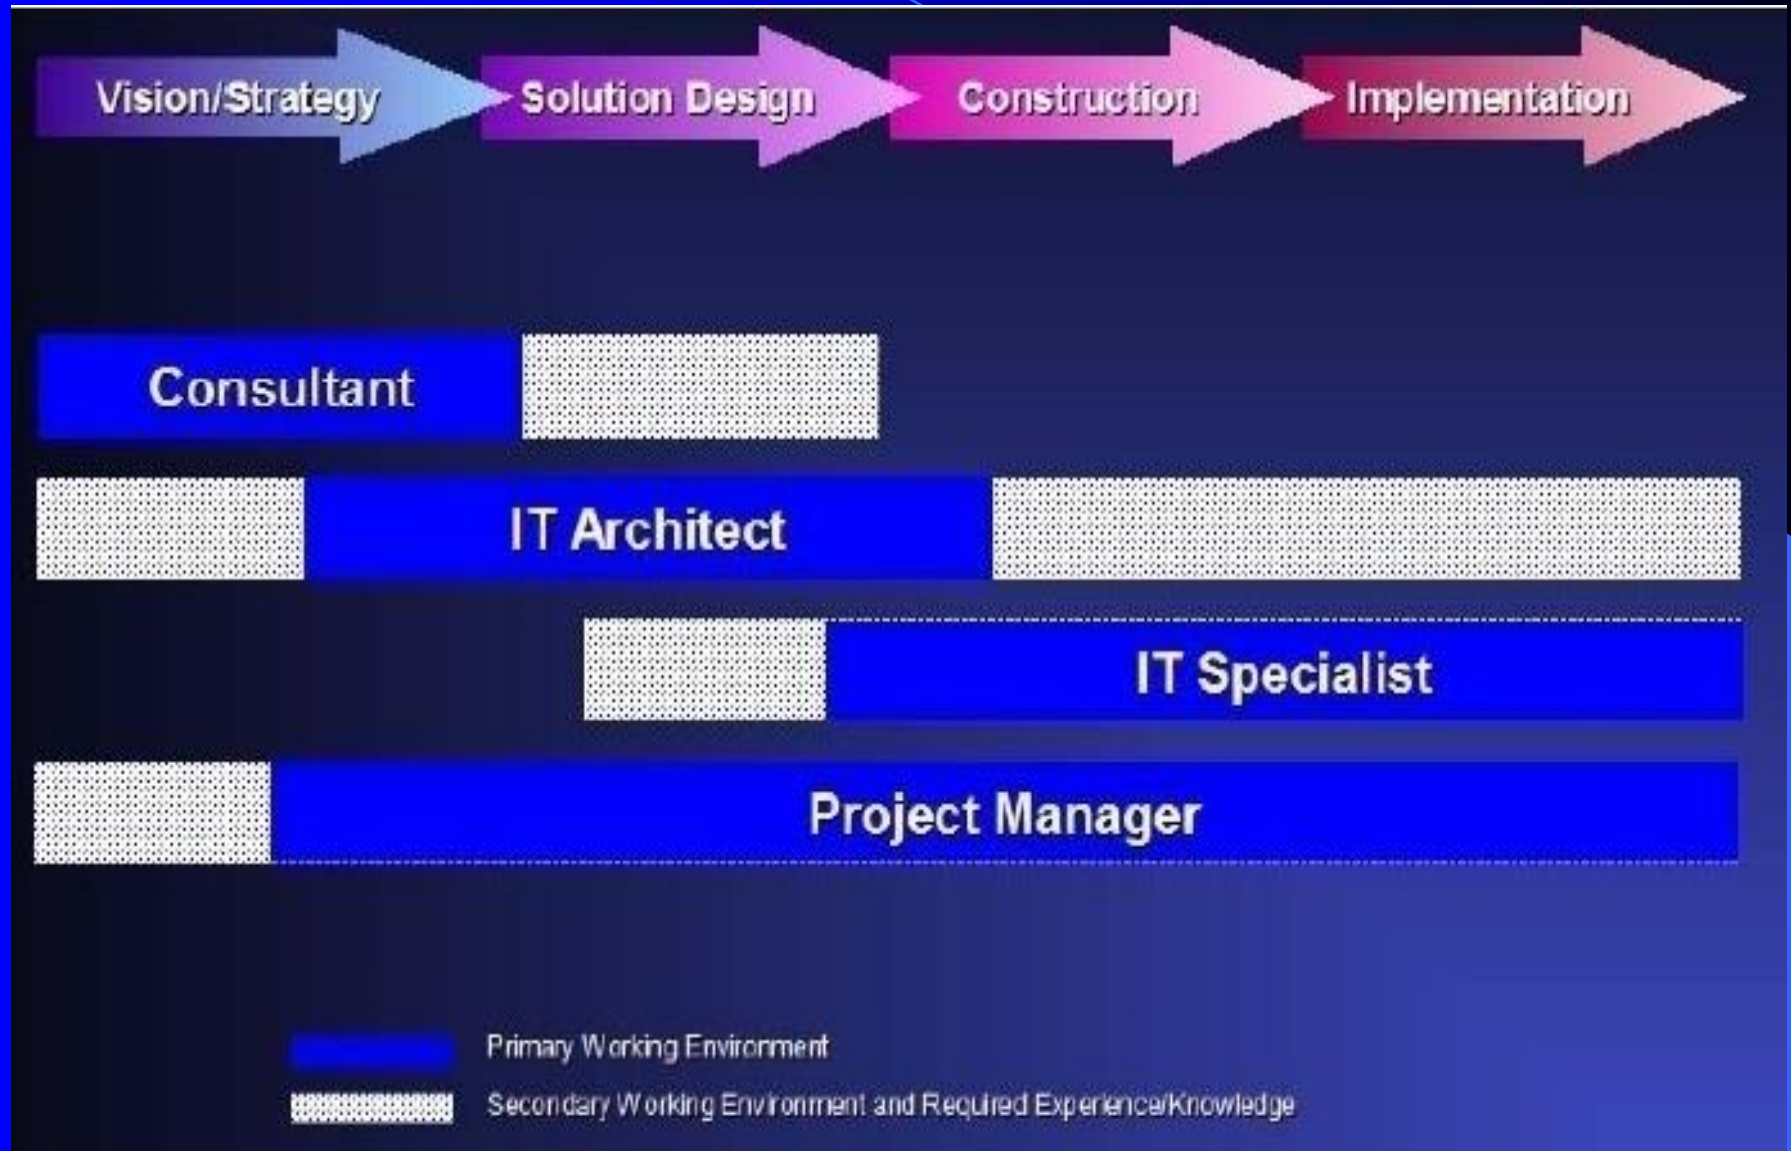 Vision/Strategy
Solution Design
Construction
Implementation
Consultant
IT Architect
IT Specialist
Project Manager
Primary Working Environment
Secondary Working Environment and Required Experience/Knowledge